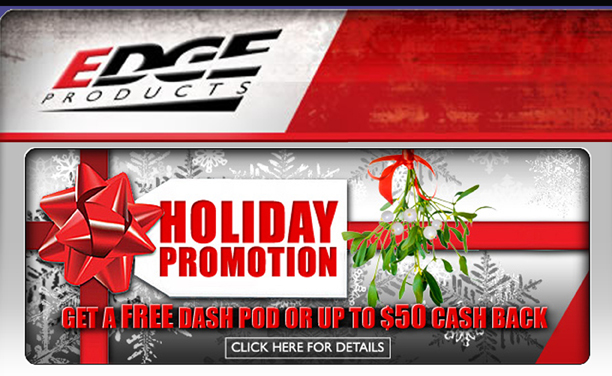 EDGE
PRODUCTS
HOLIDAY
PROMOTION
GET A FREE DASH POD OR UP TO $50 CASH BACK
CLICK HERE FOR DETAILS